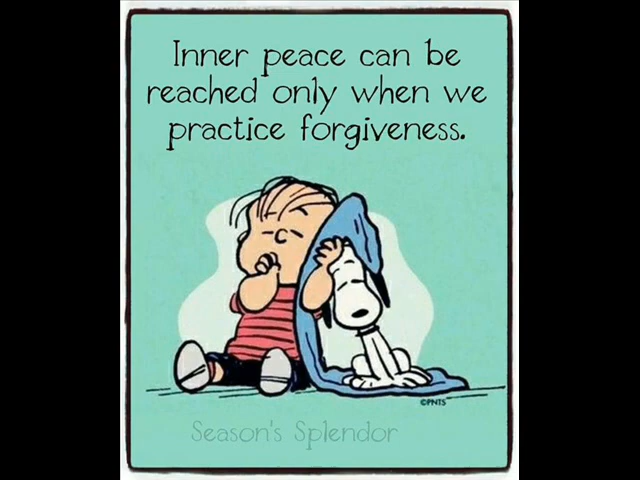 Inner peace can be
reached only when we
practice forgiveness.
©PNTS
Season's Splendor